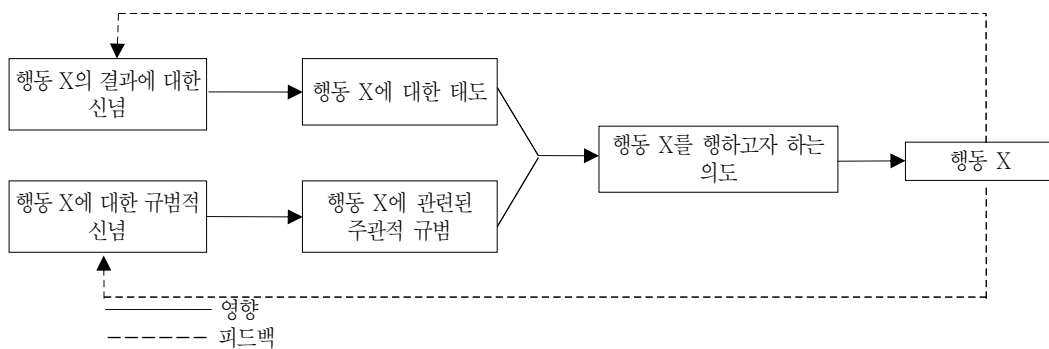 행동 X의 결과에 대한
신념
행동 X에 대한 태도
행동 X를 행하고자 하는
의도
행동 X
행동 X에 대한 규범적
신념
행동 X에 관련된
주관적 규범
영향
피드백